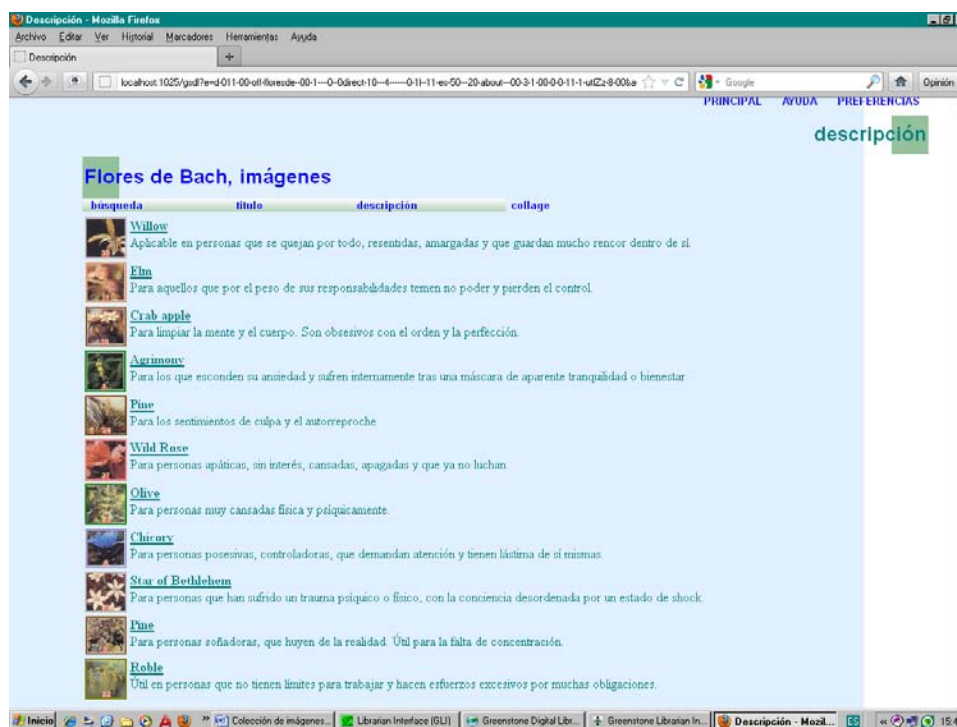 Descripción - Mozilla Firefox
Archivo Editar Ver Historial Marcadores Herramientas Ayuda
Descripción
Google
Opinión
PRINCIPAL AYUDA PREFERENCIAS
descripción
Flores de Bach, imágenes
búsqueda titulo descripción collage
Willow
Aplicable en personas que se quejan por todo, resentidas, amargadas y que guardan mucho rencor dentro de sí.
Elm
Para aquellos que por el peso de sus responsabilidades temen no poder y pierden el control.
Crab apple
Para limpiar la mente y el cuerpo. Son obsesivos con el orden y la perfección.
Agrimony
Para los que esconden su ansiedad y sufren internamente tras una máscara de aparente tranquilidad o bienestar
Pine
Para los sentimientos de culpa y el autorreproche
Wild Rose
Para personas apáticas, sin interés, cansadas, apagadas y que ya no luchan
Olive
Para personas muy cansadas física y psíquicamente.
Chicory
Para personas posesivas, controladoras, que demandan atención y tienen lástima de sí mismas
Star of Bethlehem
Para personas que han sufrido un trauma psíquico o físico, con la conciencia desordenada por un estado de shock.
Pine
Para personas soñadoras, que huyen de la realidad. Útil para la falta de concentración.
Roble
Útil en personas que no tienen límites para trabajar y hacen esfuerzos excesivos por muchas obligaciones.
Inicio Colección de imágenes... Librarian Interface (GLI) Greenstone Digital Libr... Greenstone Librarian In... Descripción - Mozil... ES